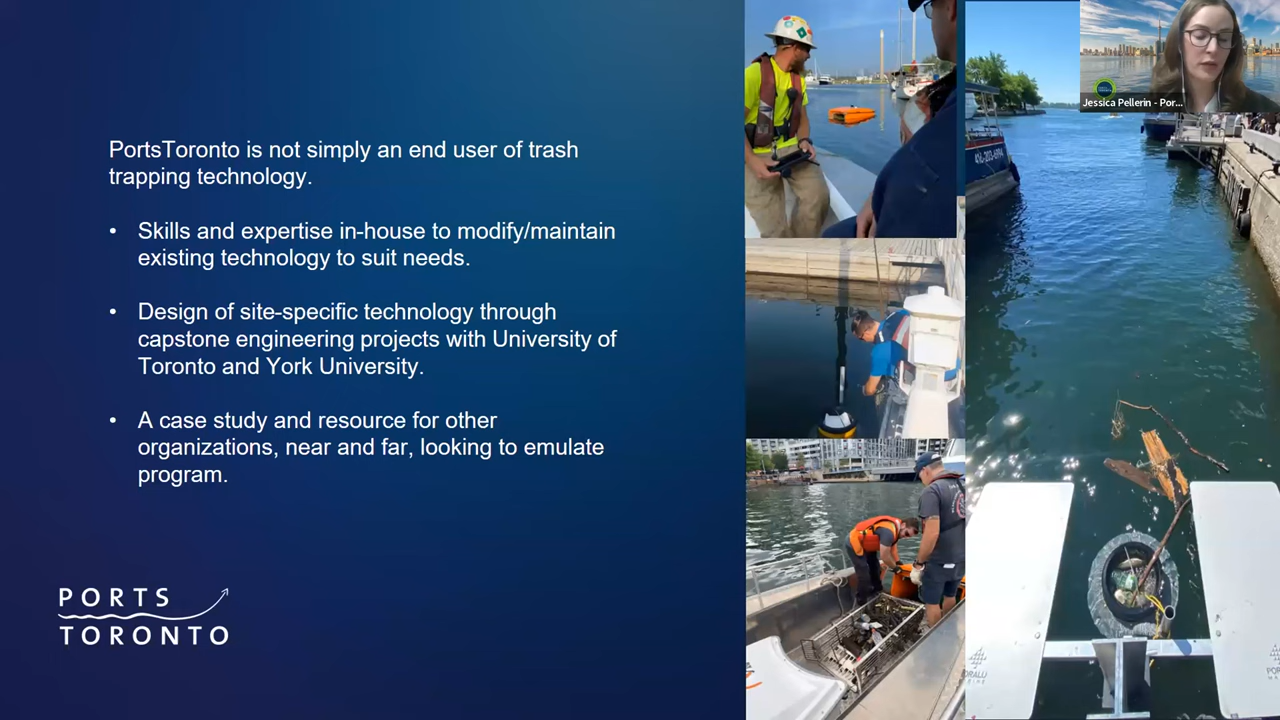 PortsToronto is not simply an end user of trash
trapping technology.
• Skills and expertise in-house to modify/maintain
existing technology to suit needs.
• Design of site-specific technology through
capstone engineering projects with University of
Toronto and York University.
• A case study and resource for other
organizations, near and far, looking to emulate
program.
PORTS
TORONTO
Jessica Pellerin - Por...